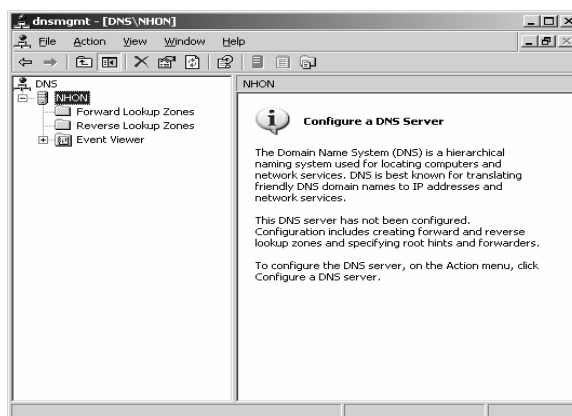 dnsmgmt - [DNS\NHON]
File Action View Window Help
DNS
NHON
Forward Lookup Zones
Reverse Lookup Zones
Event Viewer
NHON
Configure a DNS Server
The Domain Name System (DNS) is a hierarchical
naming system used for locating computers and
network services. DNS is best known for translating
friendly DNS domain names to IP addresses and
network services.
This DNS server has not been configured.
Configuration includes creating forward and reverse
lookup zones and specifying root hints and forwarders.
To configure the DNS server, on the Action menu, click
Configure a DNS server.